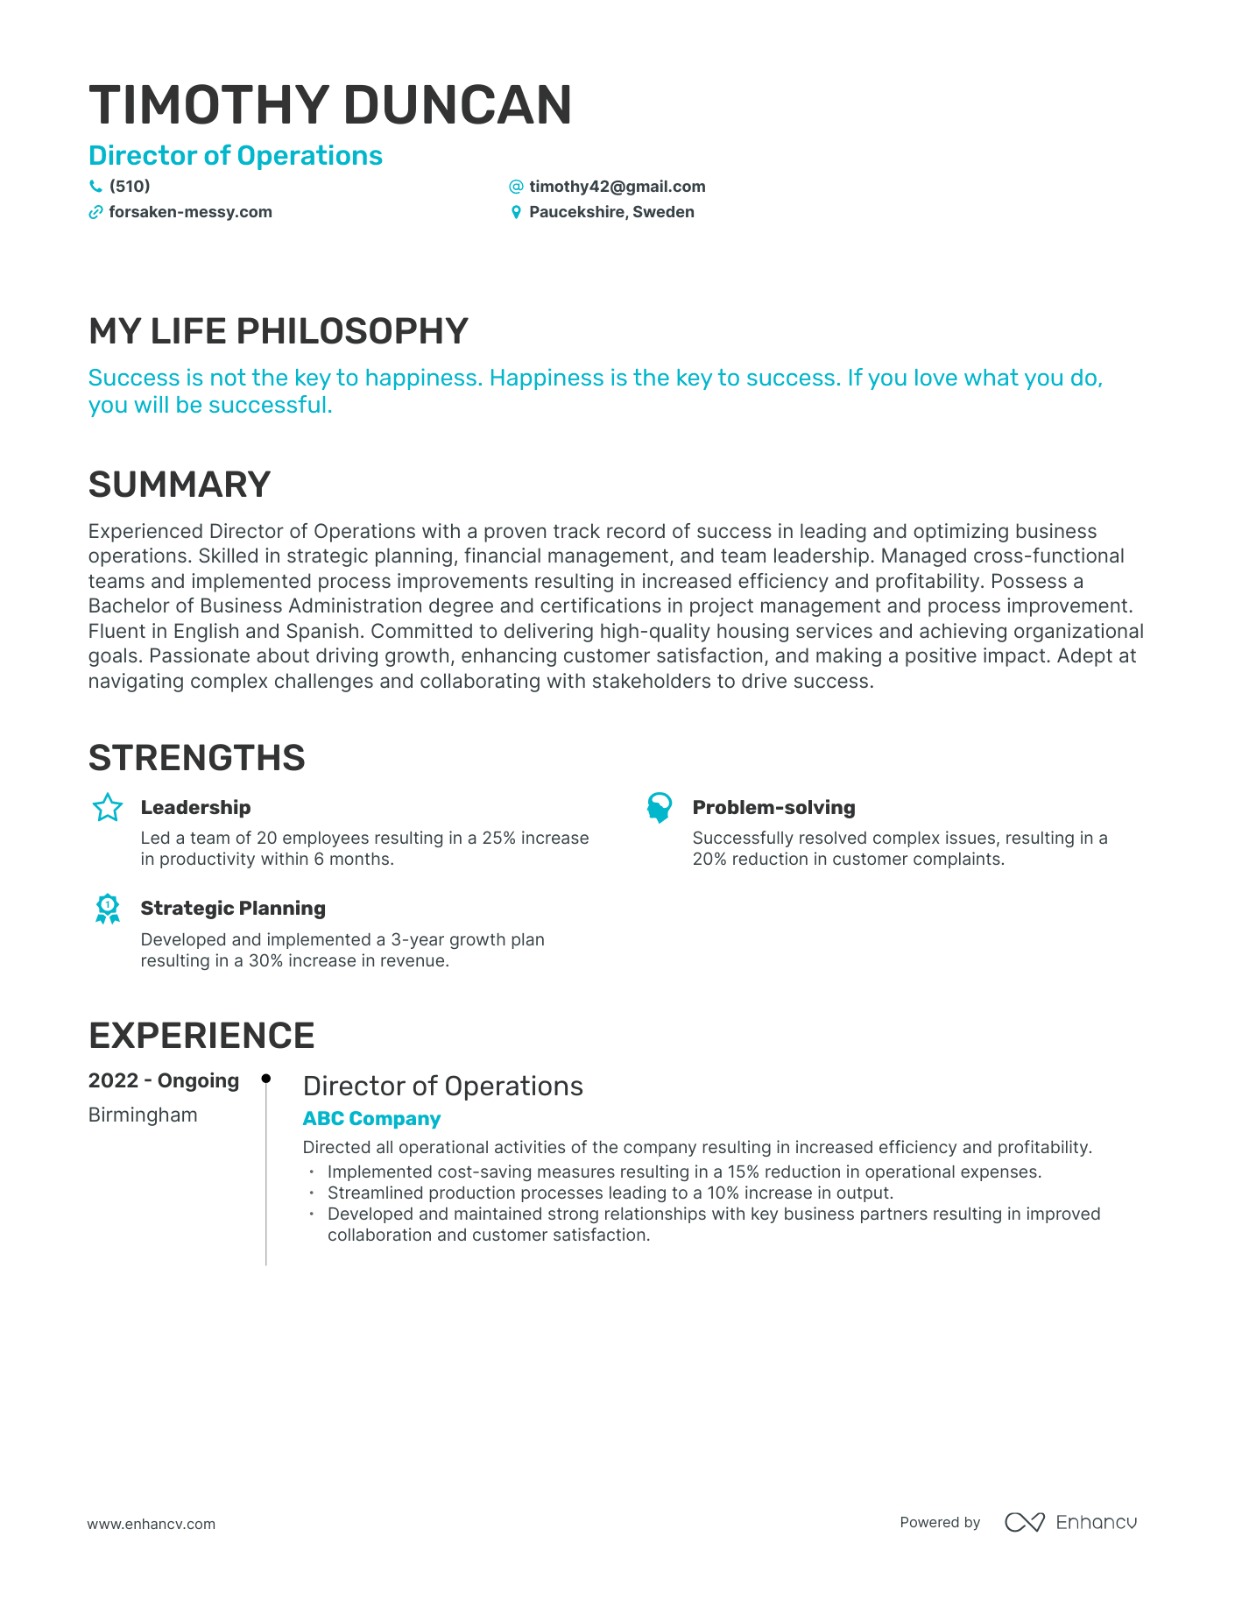 TIMOTHY DUNCAN
Director of Operations
(510)
@ timothy42@gmail.com
forsaken-messy.com
Paucekshire, Sweden
MY LIFE PHILOSOPHY
Success is not the key to happiness. Happiness is the key to success. If you love what you do,
you will be successful.
SUMMARY
Experienced Director of Operations with a proven track record of success in leading and optimizing business
operations. Skilled in strategic planning, financial management, and team leadership. Managed cross-functional
teams and implemented process improvements resulting in increased efficiency and profitability. Possess a
Bachelor of Business Administration degree and certifications in project management and process improvement.
Fluent in English and Spanish. Committed to delivering high-quality housing services and achieving organizational
goals. Passionate about driving growth, enhancing customer satisfaction, and making a positive impact. Adept at
navigating complex challenges and collaborating with stakeholders to drive success.
STRENGTHS
Leadership
Led a team of 20 employees resulting in a 25% increase
in productivity within 6 months.
Problem-solving
Successfully resolved complex issues, resulting in a
20% reduction in customer complaints.
1
Strategic Planning
Developed and implemented a 3-year growth plan
resulting in a 30% increase in revenue.
EXPERIENCE
2022 - Ongoing
Birmingham
Director of Operations
ABC Company
Directed all operational activities of the company resulting in increased efficiency and profitability.
• Implemented cost-saving measures resulting in a 15% reduction in operational expenses.
• Streamlined production processes leading to a 10% increase in output.
• Developed and maintained strong relationships with key business partners resulting in improved
collaboration and customer satisfaction.
www.enhancv.com
Powered by
Enhancv